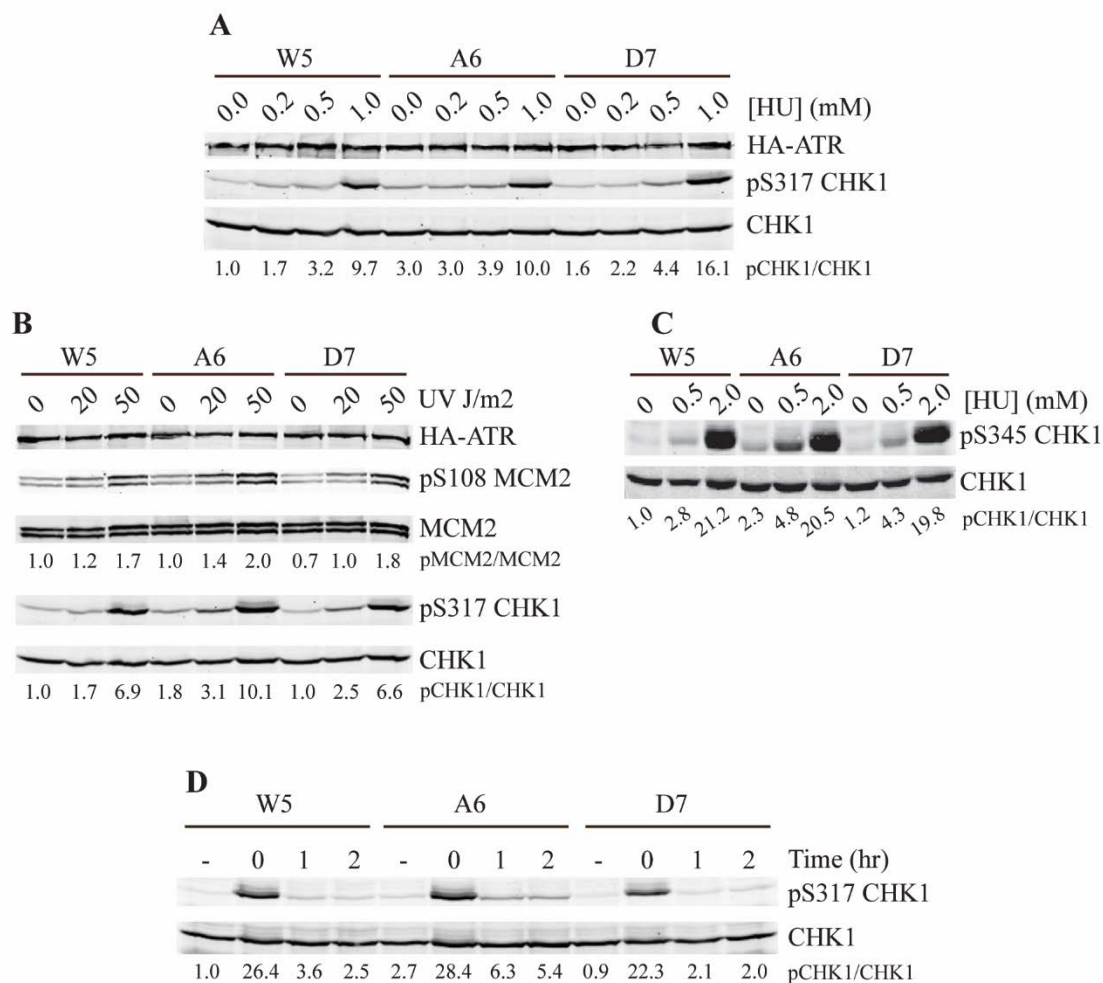 A
W5 A6 D7
0.0 0.2 0.5 1.0 0.0 0.2 0.5 1.0 0.0 0.2 0.5 1.0 [HU] (mM)
HA-ATR
pS317 CHK1
CHK1
1.0 1.7 3.2 9.7 3.0 3.0 3.9 10.0 1.6 2.2 4.4 16.1 pCHK1/CHK1
B
W5 A6 D7
0 20 50 0 20 50 0 20 50 UV J/m2
HA-ATR
pS108 MCM2
MCM2
1.0 1.2 1.7 1.0 1.4 2.0 0.7 1.0 1.8 pMCM2/MCM2
pS317 CHK1
CHK1
1.0 1.7 6.9 1.8 3.1 10.1 1.0 2.5 6.6 pCHK1/CHK1
C
W5 A6 D7
0 0.5 2.0 0 0.5 2.0 0 0.5 2.0 [HU] (mM)
pS345 CHK1
CHK1
1.0 2.8 21.2 2.3 4.8 20.5 1.2 4.3 19.8 pCHK1/CHK1
D
W5 A6 D7
- 0 1 2 - 0 1 2 - 0 1 2 Time (hr)
pS317 CHK1
CHK1
1.0 26.4 3.6 2.5 2.7 28.4 6.3 5.4 0.9 22.3 2.1 2.0 pCHK1/CHK1